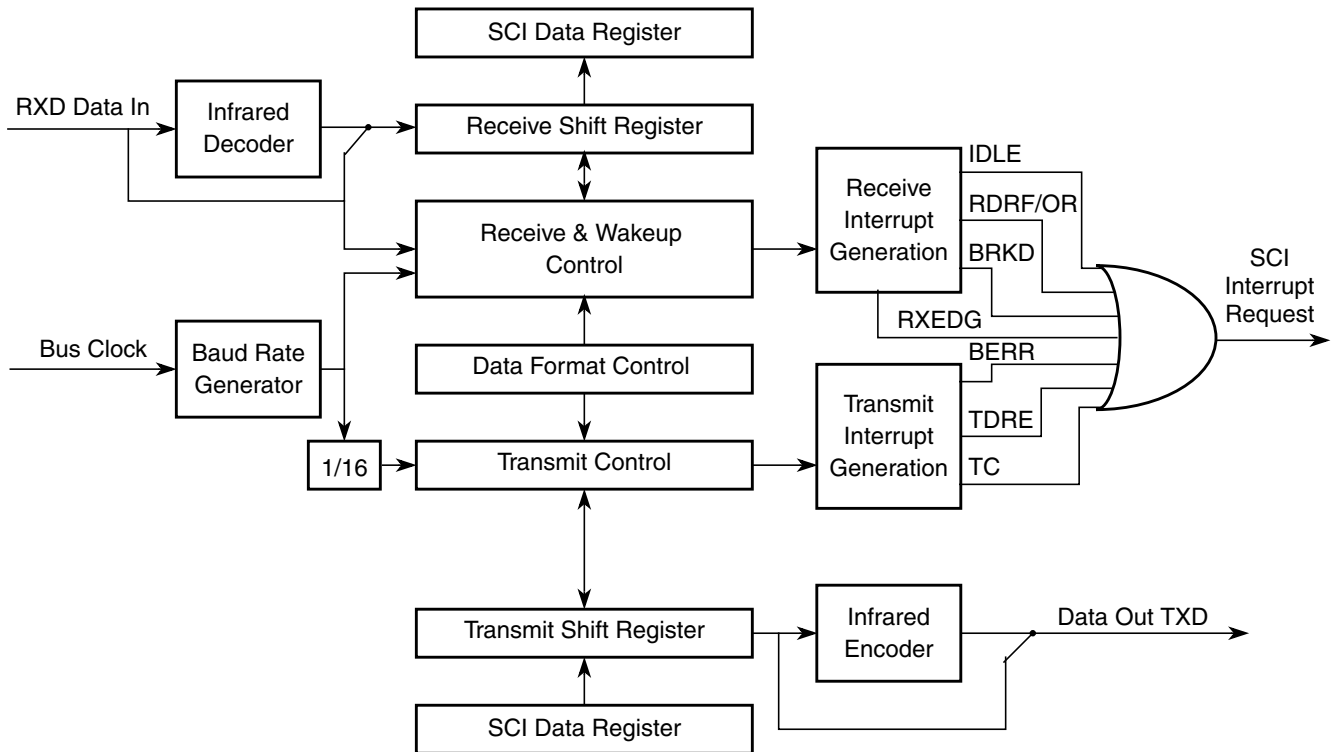 SCI Data Register
RXD Data In
Infrared
Decoder
Receive Shift Register
IDLE
Receive
Interrupt
Generation
RDRF/OR
Receive & Wakeup
Control
BRKD
SCI
Interrupt
Request
RXEDG
Bus Clock
Baud Rate
Generator
Data Format Control
BERR
Transmit
Interrupt
Generation
TDRE
1/16
Transmit Control
TC
Transmit Shift Register
Infrared
Encoder
Data Out TXD
SCI Data Register